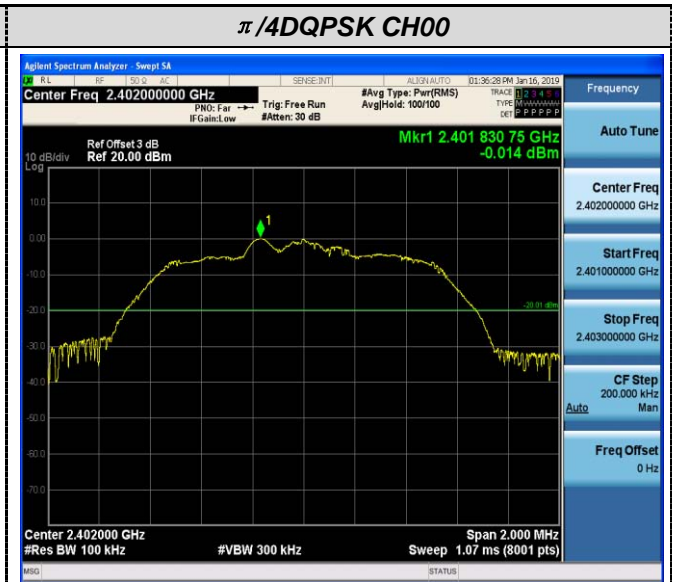 π/4DQPSK CH00
Agilent Spectrum Analyzer - Swept SA
RL RF 50 Ω AC SENSE:INT ALIGN AUTO 01:36:28 PM Jan 16, 2019
Center Freq 2.402000000 GHz
PNO: Far
IFGain:Low
Trig: Free Run
#Atten: 30 dB
#Avg Type: Pwr(RMS)
Avg|Hold: 100/100
TRACE 1 2 3 4 5 6
TYPE M
DET P P P P P P
Frequency
Ref Offset 3 dB
10 dB/div Ref 20.00 dBm
Log
Mkr1 2.401 830 75 GHz
-0.014 dBm
10.0
0.00
-10.0
-20.0
-30.0
-40.0
-50.0
-60.0
-70.0
1
-20.01 dBm
Center 2.402000 GHz
Span 2.000 MHz
#Res BW 100 kHz
#VBW 300 kHz
Sweep 1.07 ms (8001 pts)
MSG
STATUS
Auto Tune
Center Freq
2.402000000 GHz
Start Freq
2.401000000 GHz
Stop Freq
2.403000000 GHz
CF Step
200.000 kHz
Auto Man
Freq Offset
0 Hz